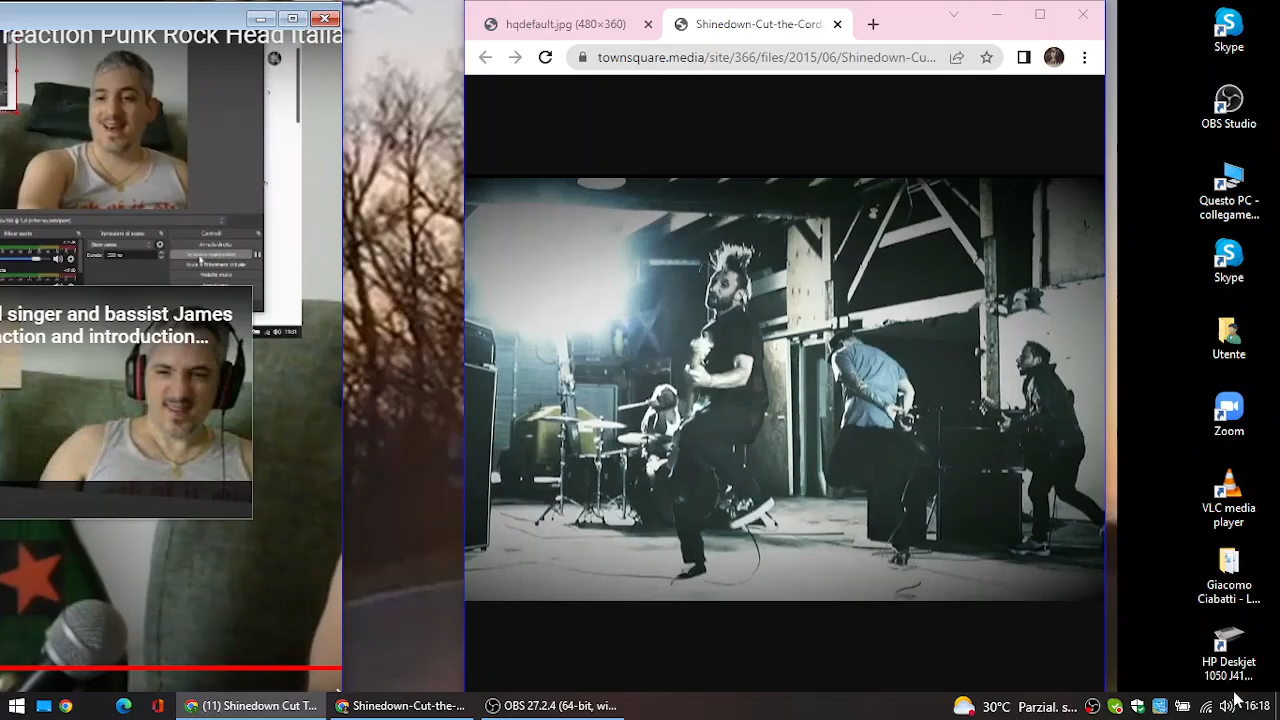 reaction Punk Rock Head Italia
Controlli
singer and bassist James
action and introduction...
hqdefault.jpg (480×360)
Shinedown-Cut-the-Cord
townsquare.media/site/366/files/2015/06/Shinedown-Cu...
Skype
OBS Studio
Questo PC -
collegame...
Skype
Utente
Zoom
VLC media
player
Giacomo
Ciabatti - L...
HP Deskjet
1050 J41...
(11) Shinedown Cut T...
Shinedown-Cut-the-...
OBS 27.2.4 (64-bit, wi...
30°C Parzial. s...
16:18